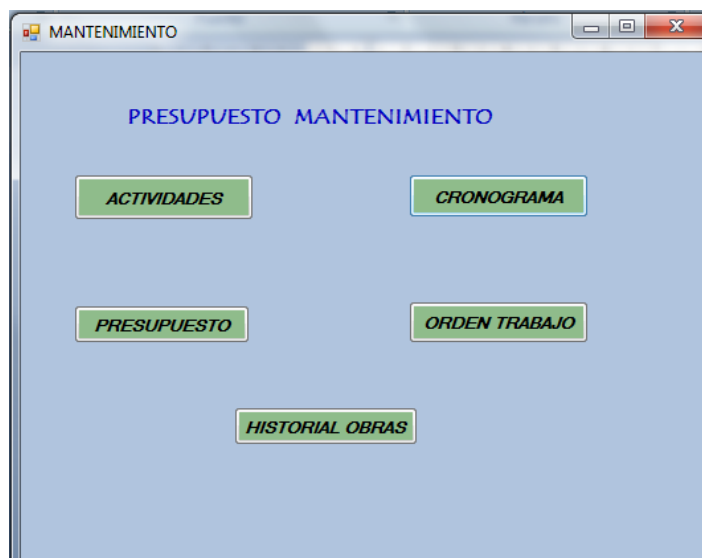 MANTENIMIENTO
PRESUPUESTO MANTENIMIENTO
ACTIVIDADES
CRONOGRAMA
PRESUPUESTO
ORDEN TRABAJO
HISTORIAL OBRAS